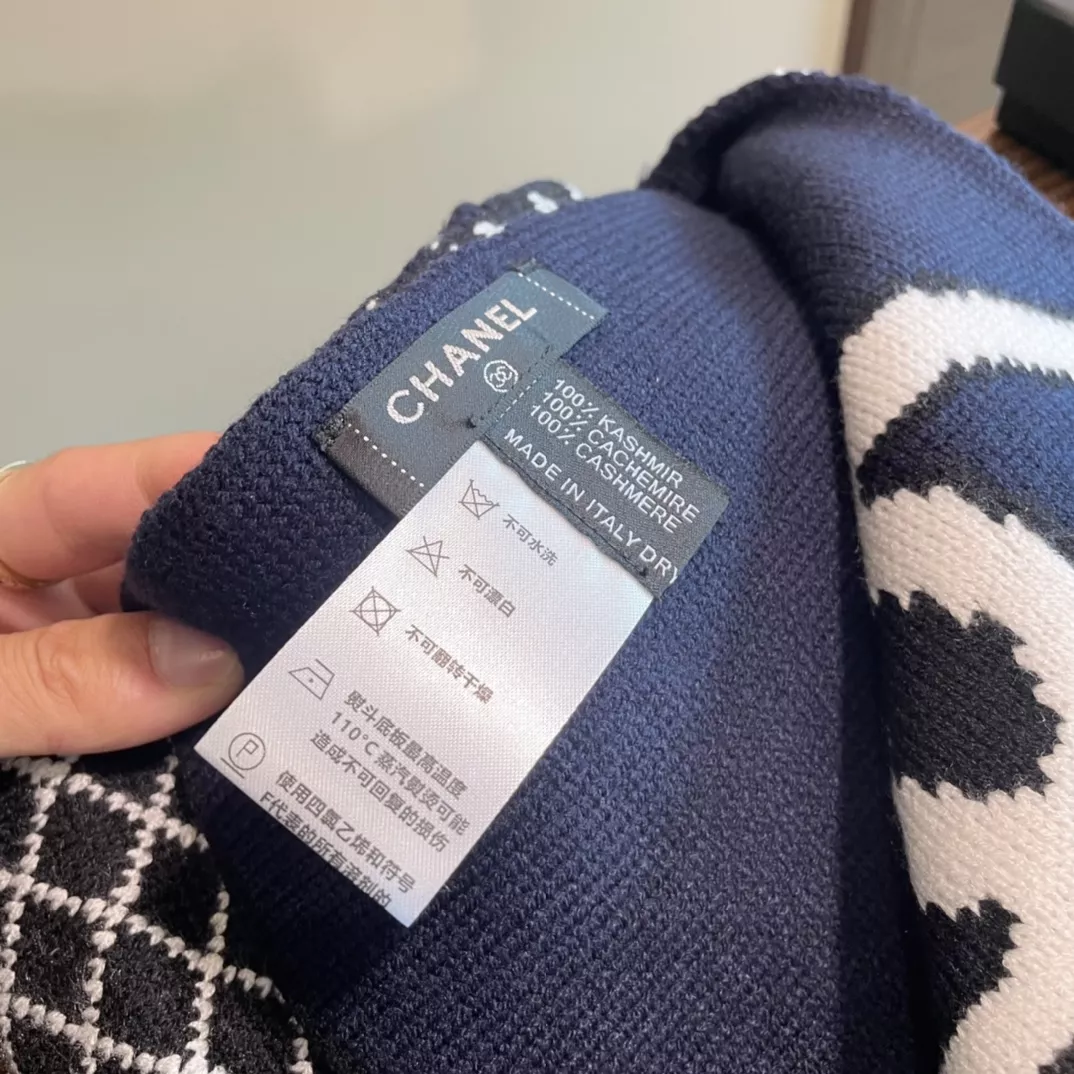 CHANEL
100% KASHMIR
100% CACHEMIRE
100% CASHMERE
MADE IN ITALY DRY
不可水洗
不可漂白
不可翻转干燥
熨斗底板最高温度
110°C 蒸汽熨烫可能
造成不可回复的损伤
P
使用四氯乙烯和符号
F代表的所有溶剂的